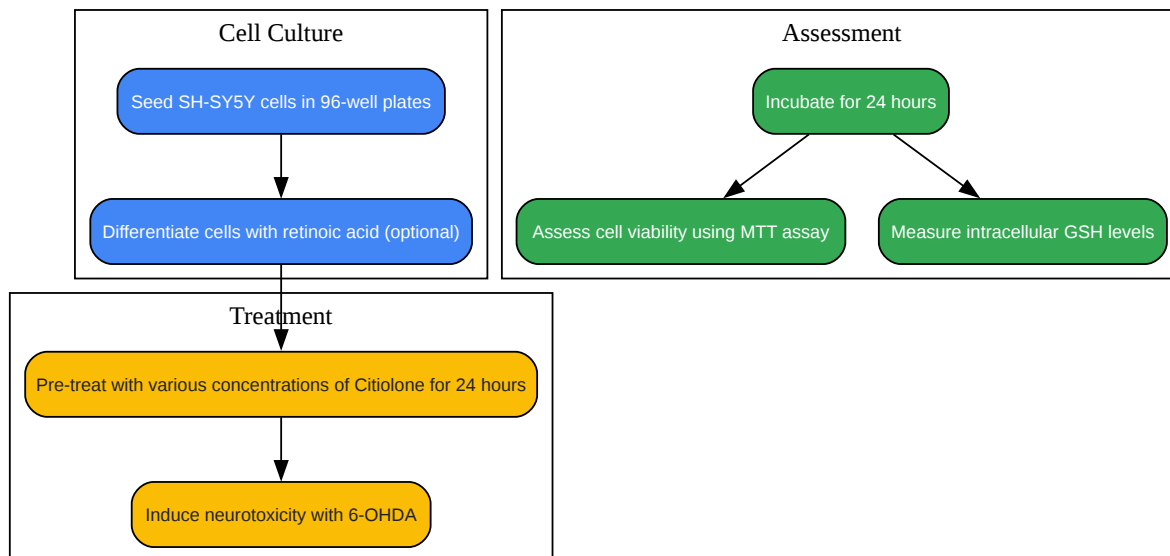 Cell Culture
Seed SH-SY5Y cells in 96-well plates
Differentiate cells with retinoic acid (optional)
Treatment
Pre-treat with various concentrations of Citiolone for 24 hours
Induce neurotoxicity with 6-OHDA
Assessment
Incubate for 24 hours
Assess cell viability using MTT assay
Measure intracellular GSH levels